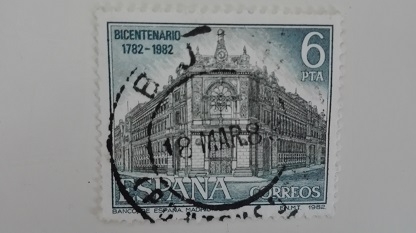 BICENTENARIO
1782-1982
6
PTA
18 MAR 8
ESPAÑA CORREOS
BANCO DE ESPAÑA MADRID F.N.M.T. 1982